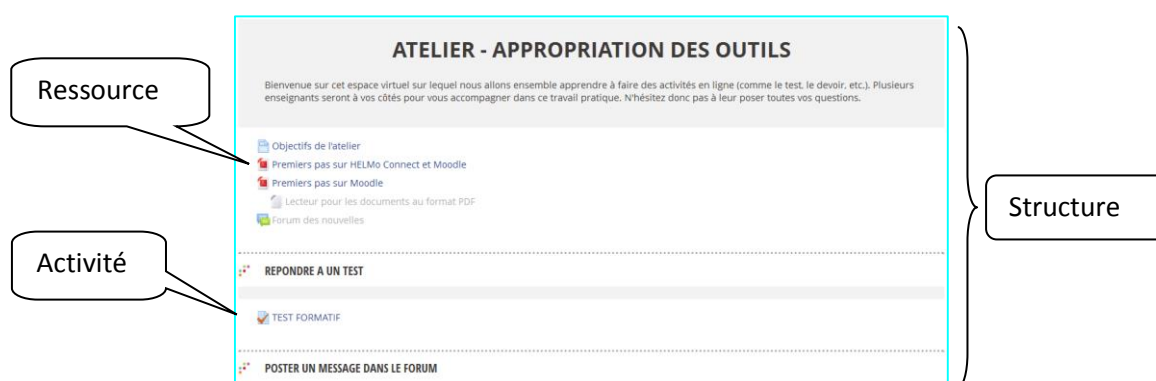 ATELIER - APPROPRIATION DES OUTILS
Bienvenue sur cet espace virtuel sur lequel nous allons ensemble apprendre à faire des activités en ligne (comme le test, le devoir, etc.). Plusieurs
enseignants seront à vos côtés pour vous accompagner dans ce travail pratique. N'hésitez donc pas à leur poser toutes vos questions.
Ressource
Objectifs de l'atelier
Premiers pas sur HELMo Connect et Moodle
Premiers pas sur Moodle
Lecteur pour les documents au format PDF
Forum des nouvelles
Structure
Activité
REPONDRE A UN TEST
TEST FORMATIF
POSTER UN MESSAGE DANS LE FORUM